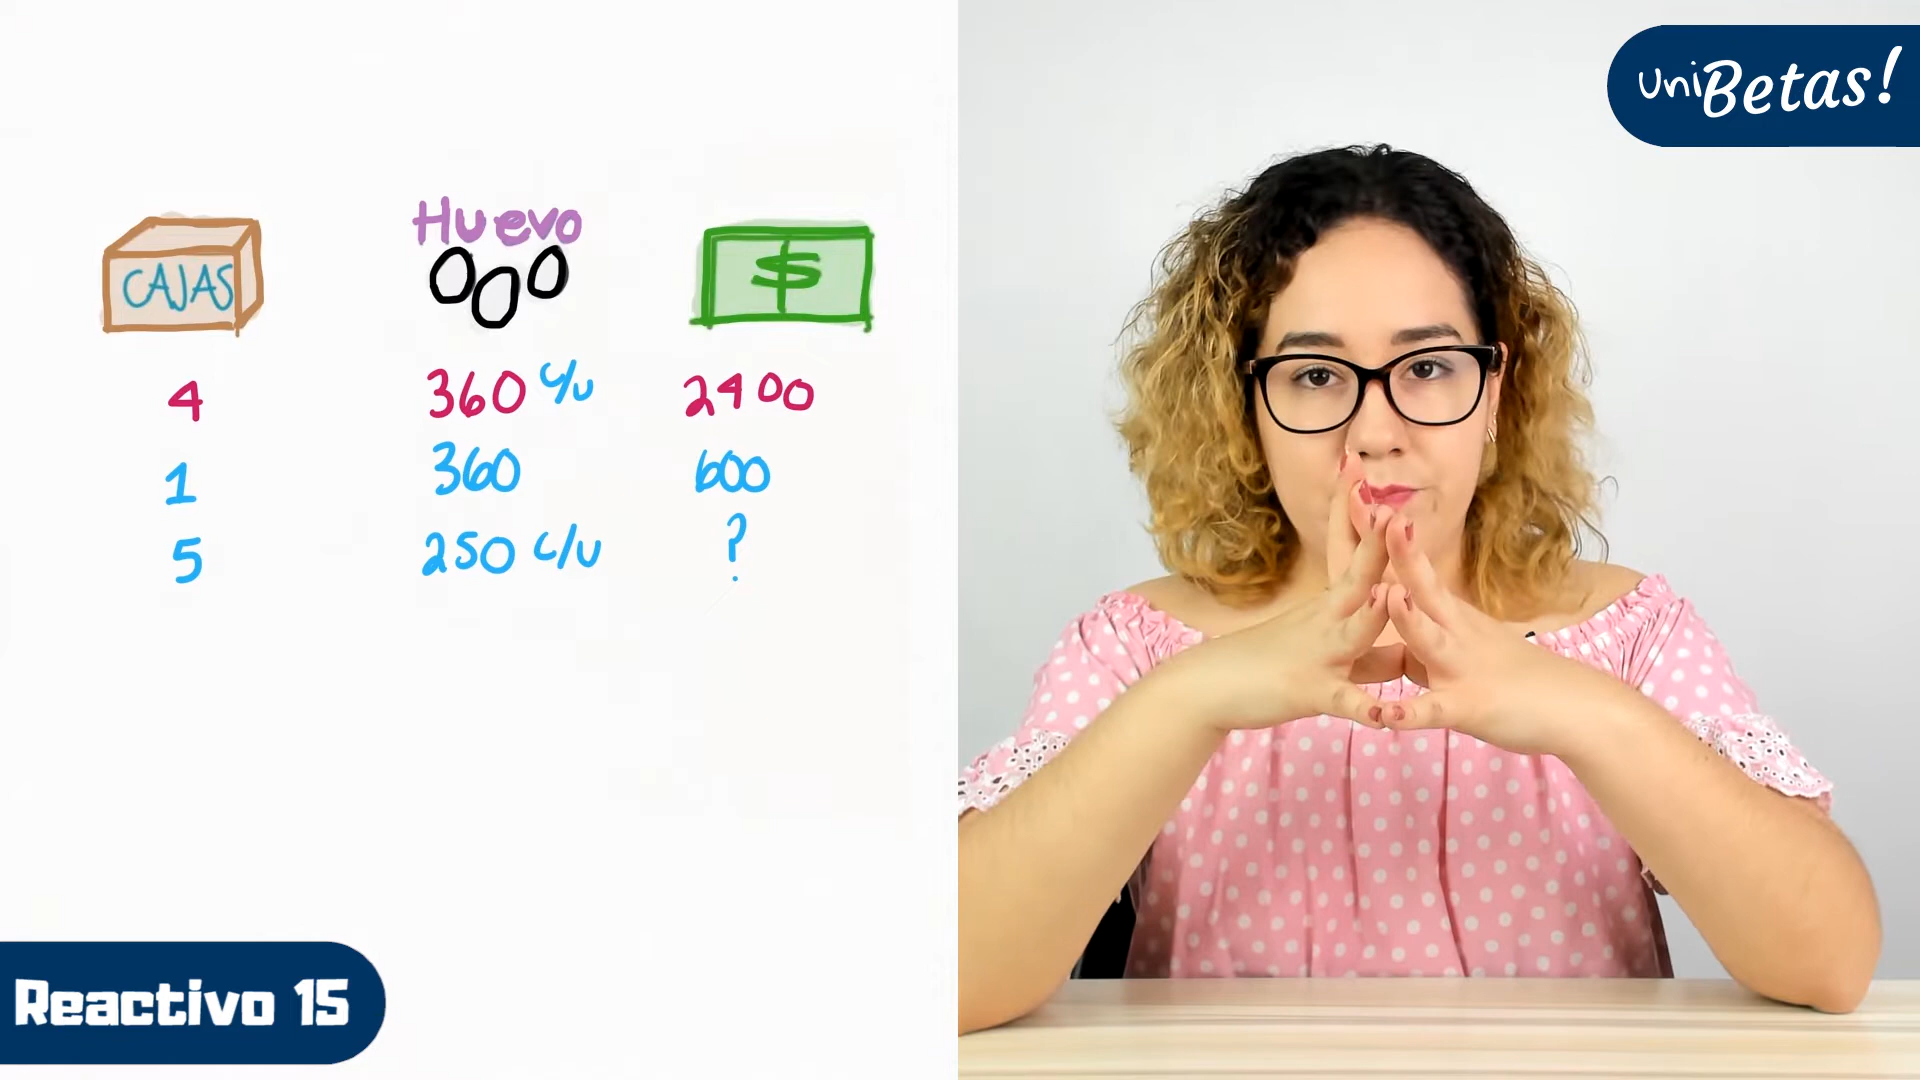 uniBetas!
Huevo
CAJAS
$
4 360 c/u 2400
1 360 600
5 250 c/u ?
Reactivo 15